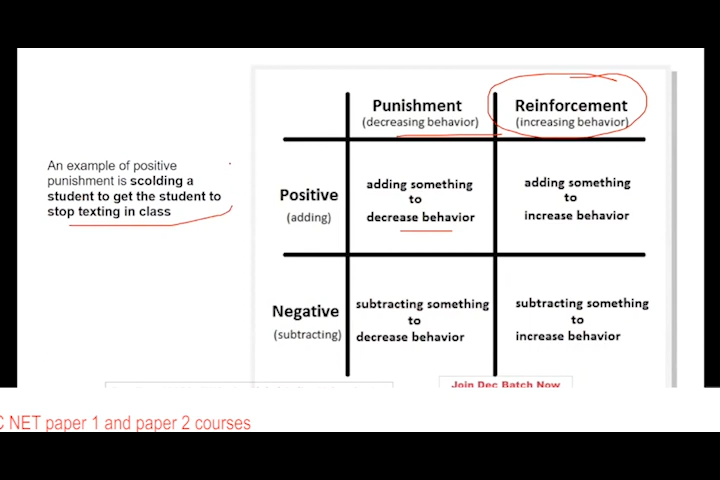 Punishment
Reinforcement
(decreasing behavior)
(increasing behavior)
An example of positive
punishment is scolding a
student to get the student to
stop texting in class
Positive
(adding)
adding something
to
decrease behavior
adding something
to
increase behavior
Negative
(subtracting)
subtracting something
to
decrease behavior
subtracting something
to
increase behavior
Join Dec Batch Now
C NET paper 1 and paper 2 courses